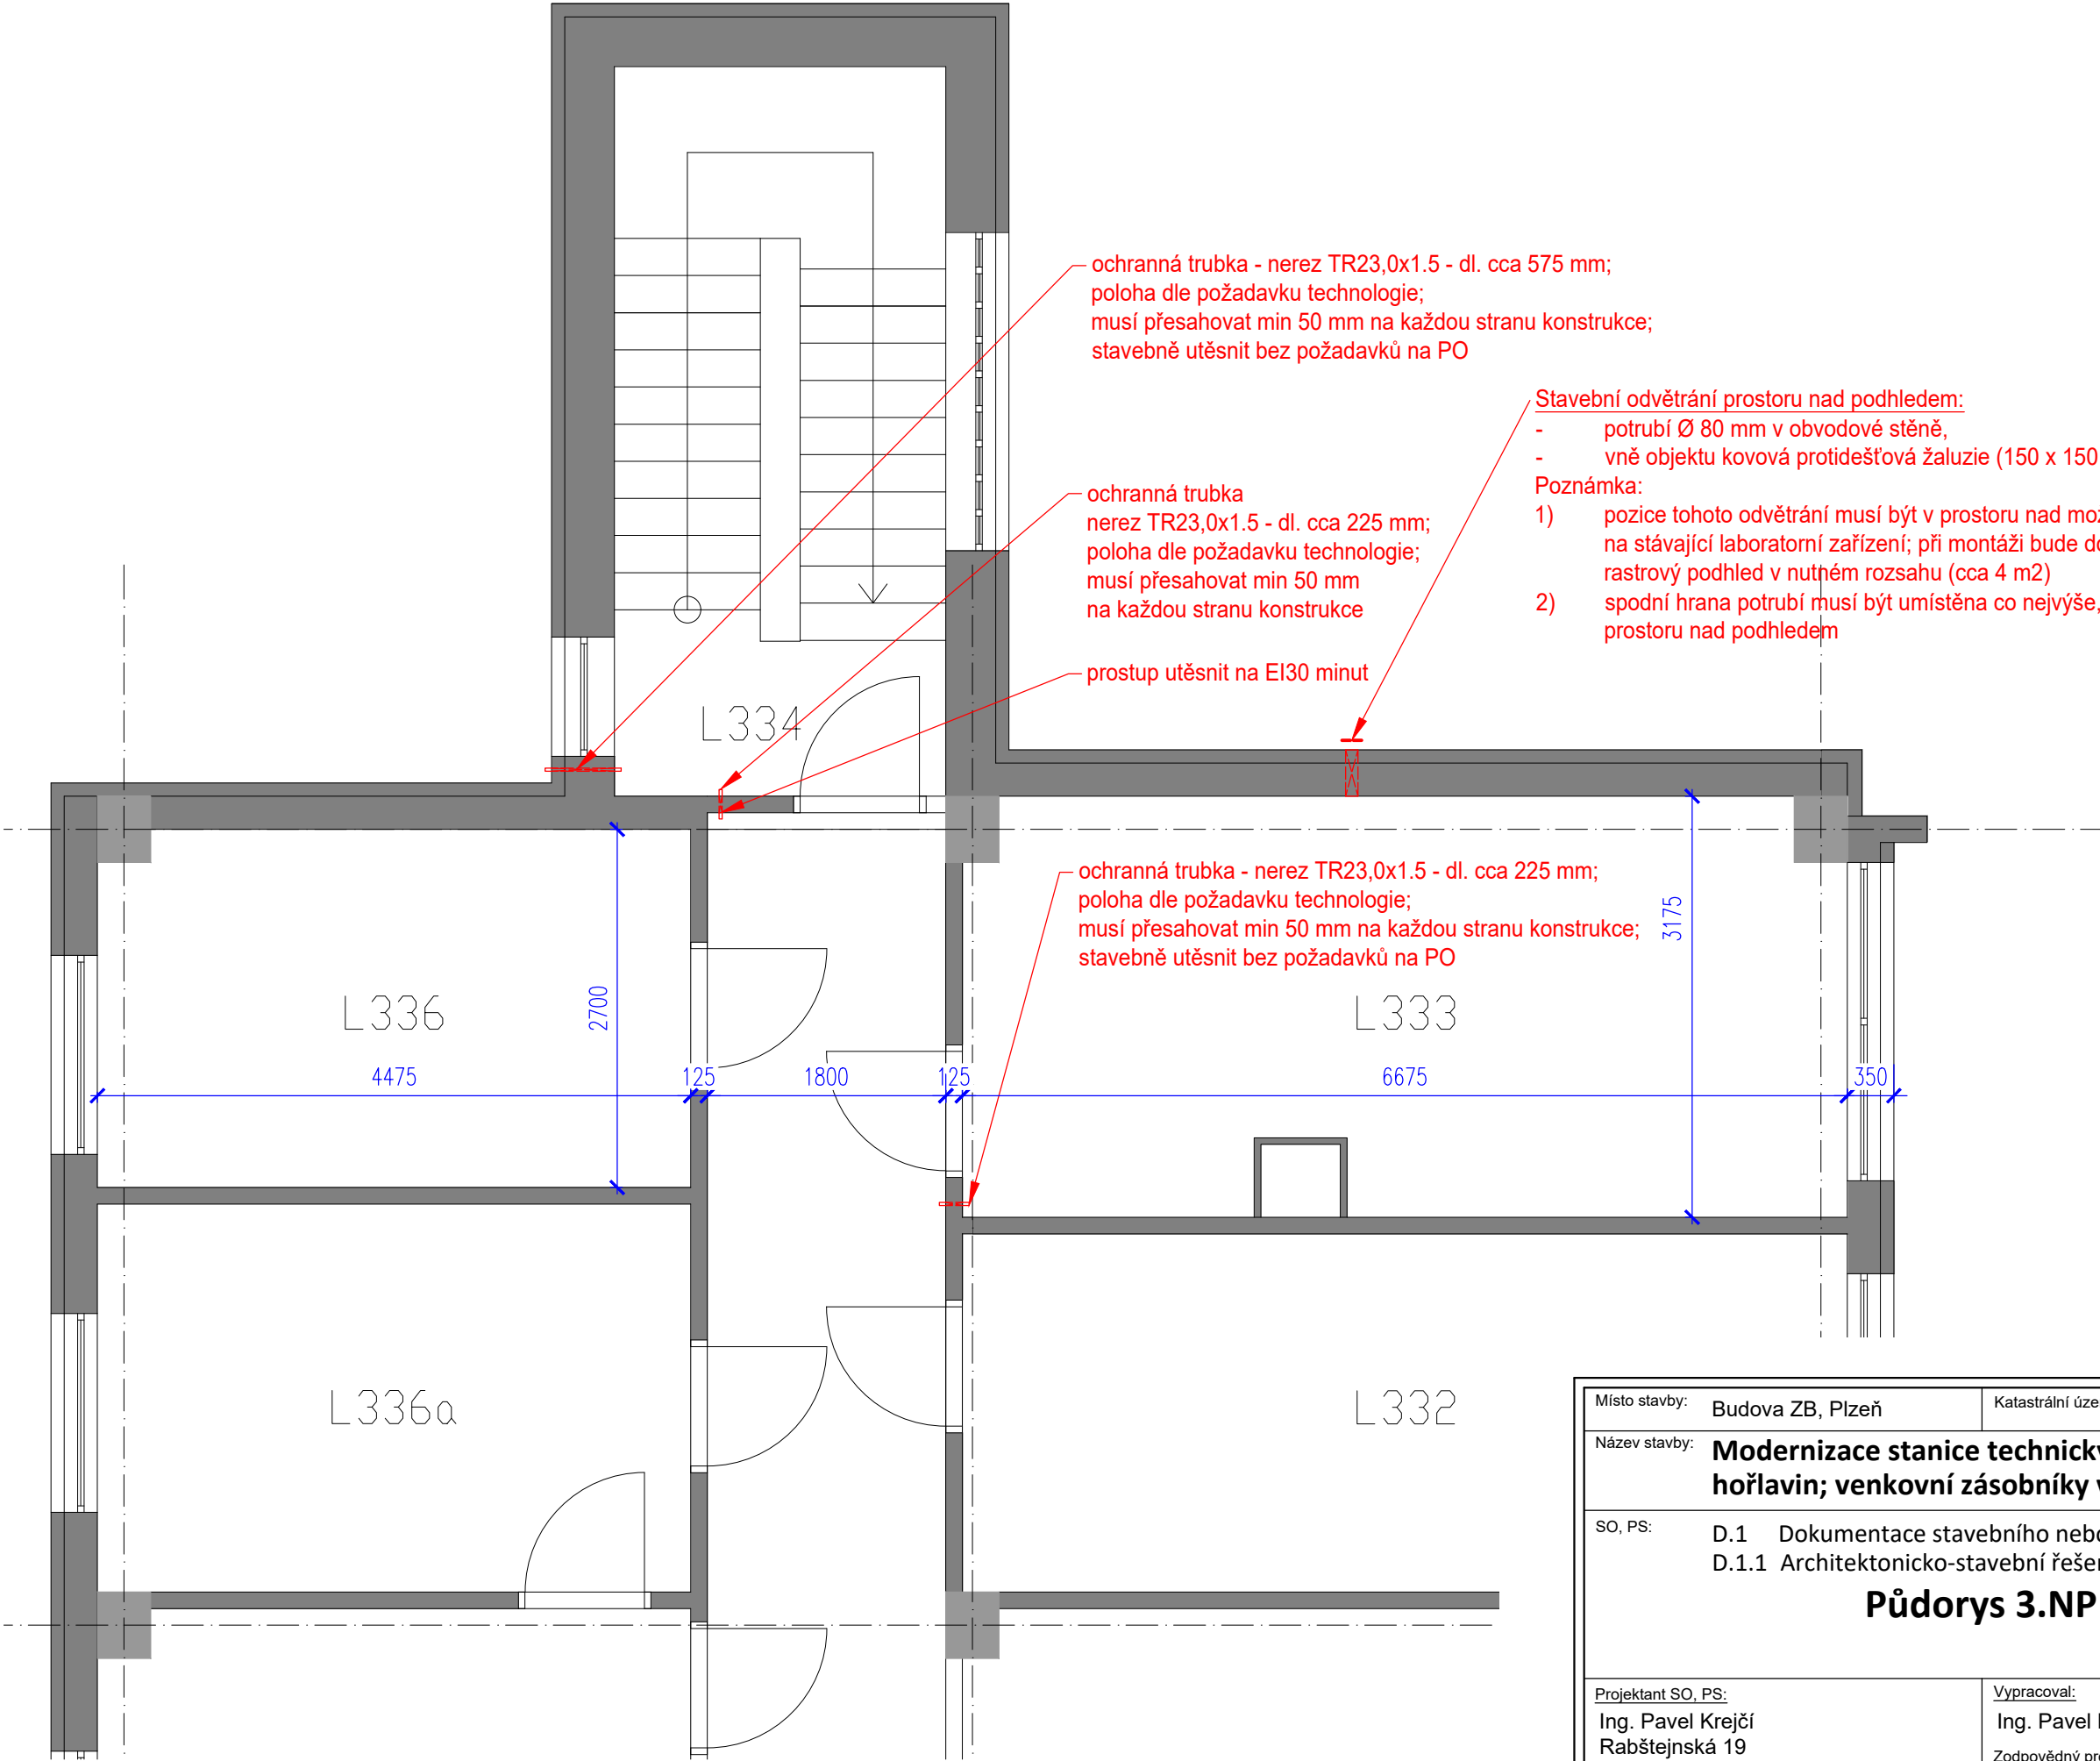 ochranná trubka - nerez TR23,0x1.5 - dl. cca 575 mm;
poloha dle požadavku technologie;
musí přesahovat min 50 mm na každou stranu konstrukce;
stavebně utěsnit bez požadavků na PO
Stavební odvětrání prostoru nad podhledem:
- potrubí Ø 80 mm v obvodové stěně,
- vně objektu kovová protidešťová žaluzie (150 x 150
Poznámka:
1) pozice tohoto odvětrání musí být v prostoru nad
na stávající laboratorní zařízení; při montáži bude
rastrový podhled v nutném rozsahu (cca 4 m2)
2) spodní hrana potrubí musí být umístěna co nejvýše,
prostoru nad podhledem
ochranná trubka
nerez TR23,0x1.5 - dl. cca 225 mm;
poloha dle požadavku technologie;
musí přesahovat min 50 mm
na každou stranu konstrukce
prostup utěsnit na EI30 minut
L334
ochranná trubka - nerez TR23,0x1.5 - dl. cca 225 mm;
poloha dle požadavku technologie;
musí přesahovat min 50 mm na každou stranu konstrukce;
stavebně utěsnit bez požadavků na PO
3175
2700
L336
L333
4475
125
1800
125
6675
350
L336a
L332
Místo stavby: Budova ZB, Plzeň
Katastrální
Název stavby: Modernizace stanice
hořlavin; venkovní zásobníky
SO, PS: D.1 Dokumentace stavebního
D.1.1 Architektonicko-stavební
Půdorys 3.NP
Projektant SO, PS:
Ing. Pavel Krejčí
Rabštejnská 19
Vypracoval:
Ing. Pavel
Zodpovědný